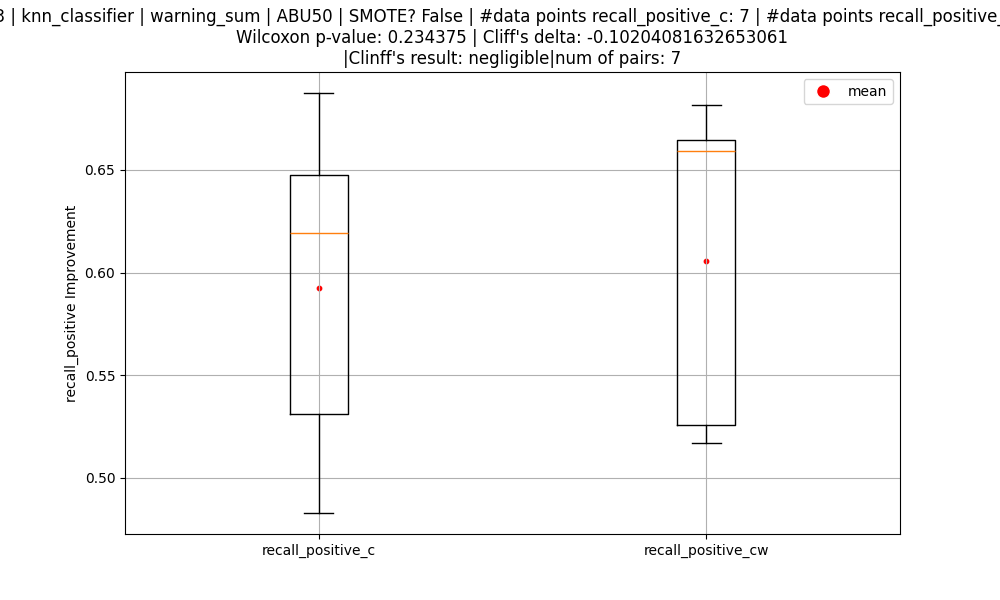 3 | knn_classifier | warning_sum | ABU50 | SMOTE? False | #data points recall_positive_c: 7 | #data points recall_positive_
Wilcoxon p-value: 0.234375 | Cliff's delta: -0.10204081632653061
|Clinff's result: negligible|num of pairs: 7
mean
0.65
0.60
0.55
0.50
recall_positive Improvement
recall_positive_c
recall_positive_cw